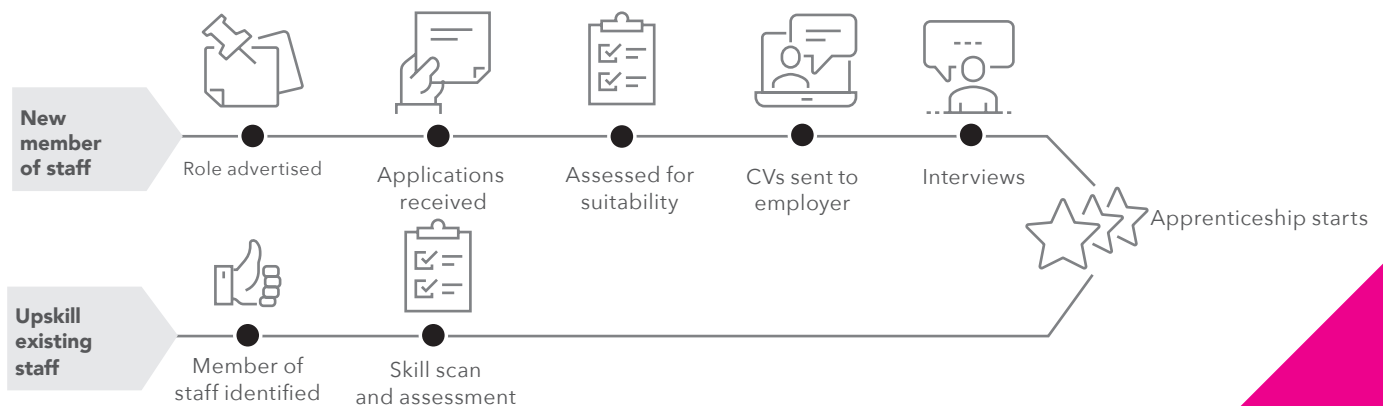 New
member
of staff
Role advertised
Applications
received
Assessed for
suitability
CVs sent to
employer
Interviews
Apprenticeship starts
Upskill
existing
staff
Member of
staff identified
Skill scan
and assessment